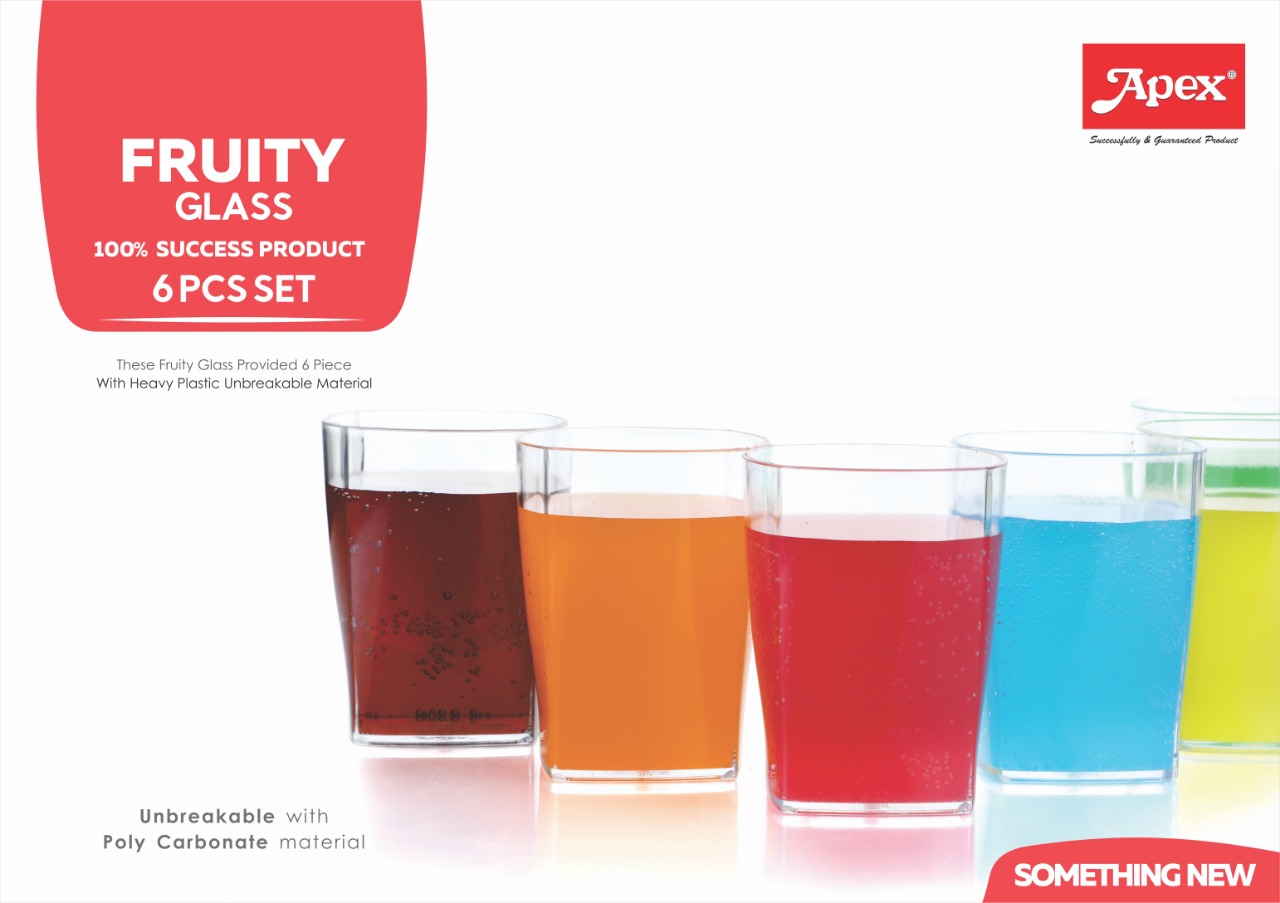 FRUITY
GLASS
100% SUCCESS PRODUCT
6 PCS SET
These Fruity Glass Provided 6 Piece
With Heavy Plastic Unbreakable Material
Apex®
Successfully & Guaranteed Product
Unbreakable with
Poly Carbonate material
SOMETHING NEW